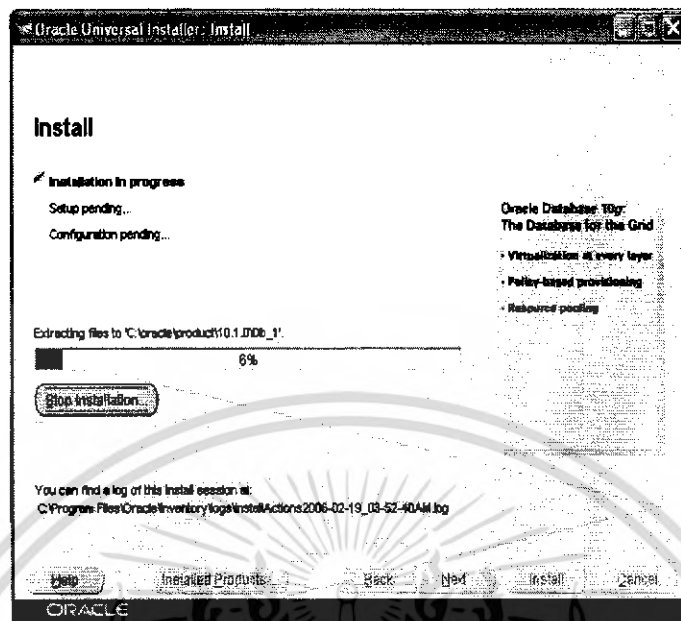 Oracle Universal Installer: Install
Install
Installation in progress
Setup pending...
Configuration pending...
Oracle Database 10g:
The Database for the Grid
- Virtualization at every layer
- Policy-based provisioning
- Resource pooling
Extracting files to 'C:\oracle\product\10.1.0\Db_1'.
6%
Stop Installation...
You can find a log of this install session at:
C:\Program Files\Oracle\Inventory\logs\installActions2006-02-19_03-52-40AM.log
Help Installed Products... Back Next Install Cancel
ORACLE